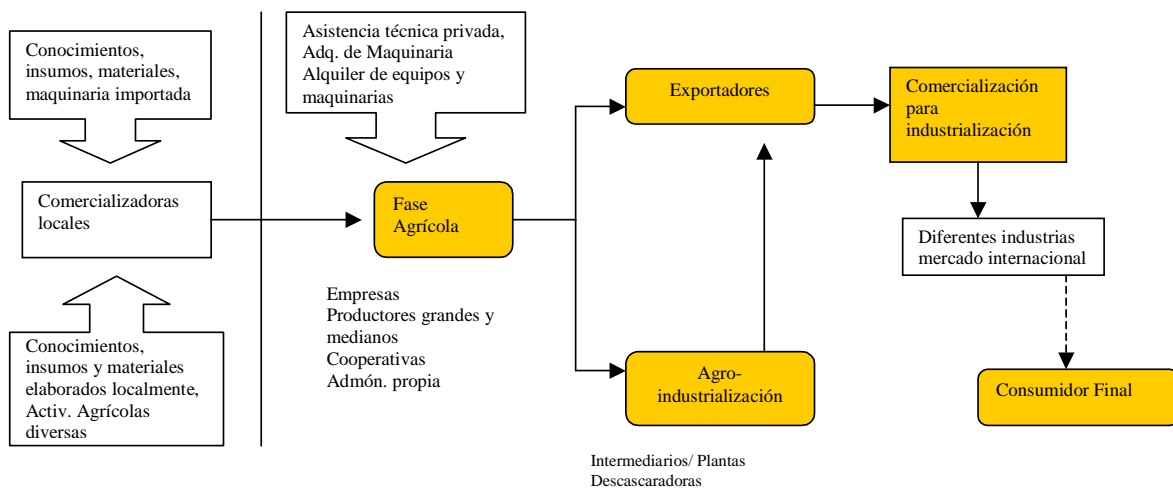 Conocimientos,
insumos, materiales,
maquinaria importada
Comercializadoras
locales
Conocimientos,
insumos y materiales
elaborados localmente,
Activ. Agrícolas
diversas
Asistencia técnica privada,
Adq. de Maquinaria
Alquiler de equipos y
maquinarias
Fase
Agrícola
Empresas
Productores grandes y
medianos
Cooperativas
Admón. propia
Exportadores
Agro-
industrialización
Intermediarios/ Plantas
Descascaradoras
Comercialización
para
industrialización
Diferentes industrias
mercado internacional
Consumidor Final